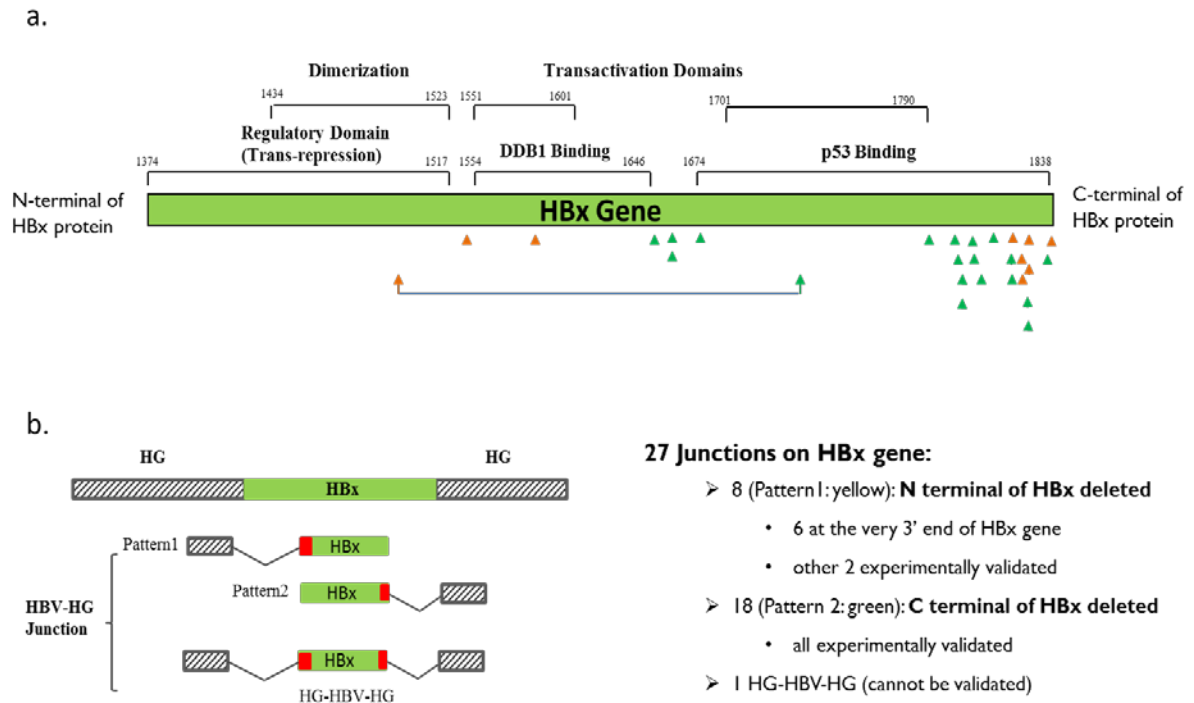 a.
Dimerization
Transactivation Domains
1434
1523
1551
1601
1701
1790
Regulatory Domain
(Trans-repression)
DDB1 Binding
p53 Binding
1374
1517
1554
1646
1674
1838
N-terminal of
HBx protein
HBx Gene
C-terminal of
HBx protein
b.
HG
HG
HBx
Pattern1
HBx
Pattern2
HBx
HBV-HG
Junction
HBx
HG-HBV-HG
27 Junctions on HBx gene:
➢ 8 (Pattern1: yellow): N terminal of HBx deleted
• 6 at the very 3’ end of HBx gene
• other 2 experimentally validated
➢ 18 (Pattern 2: green): C terminal of HBx deleted
• all experimentally validated
➢ 1 HG-HBV-HG (cannot be validated)